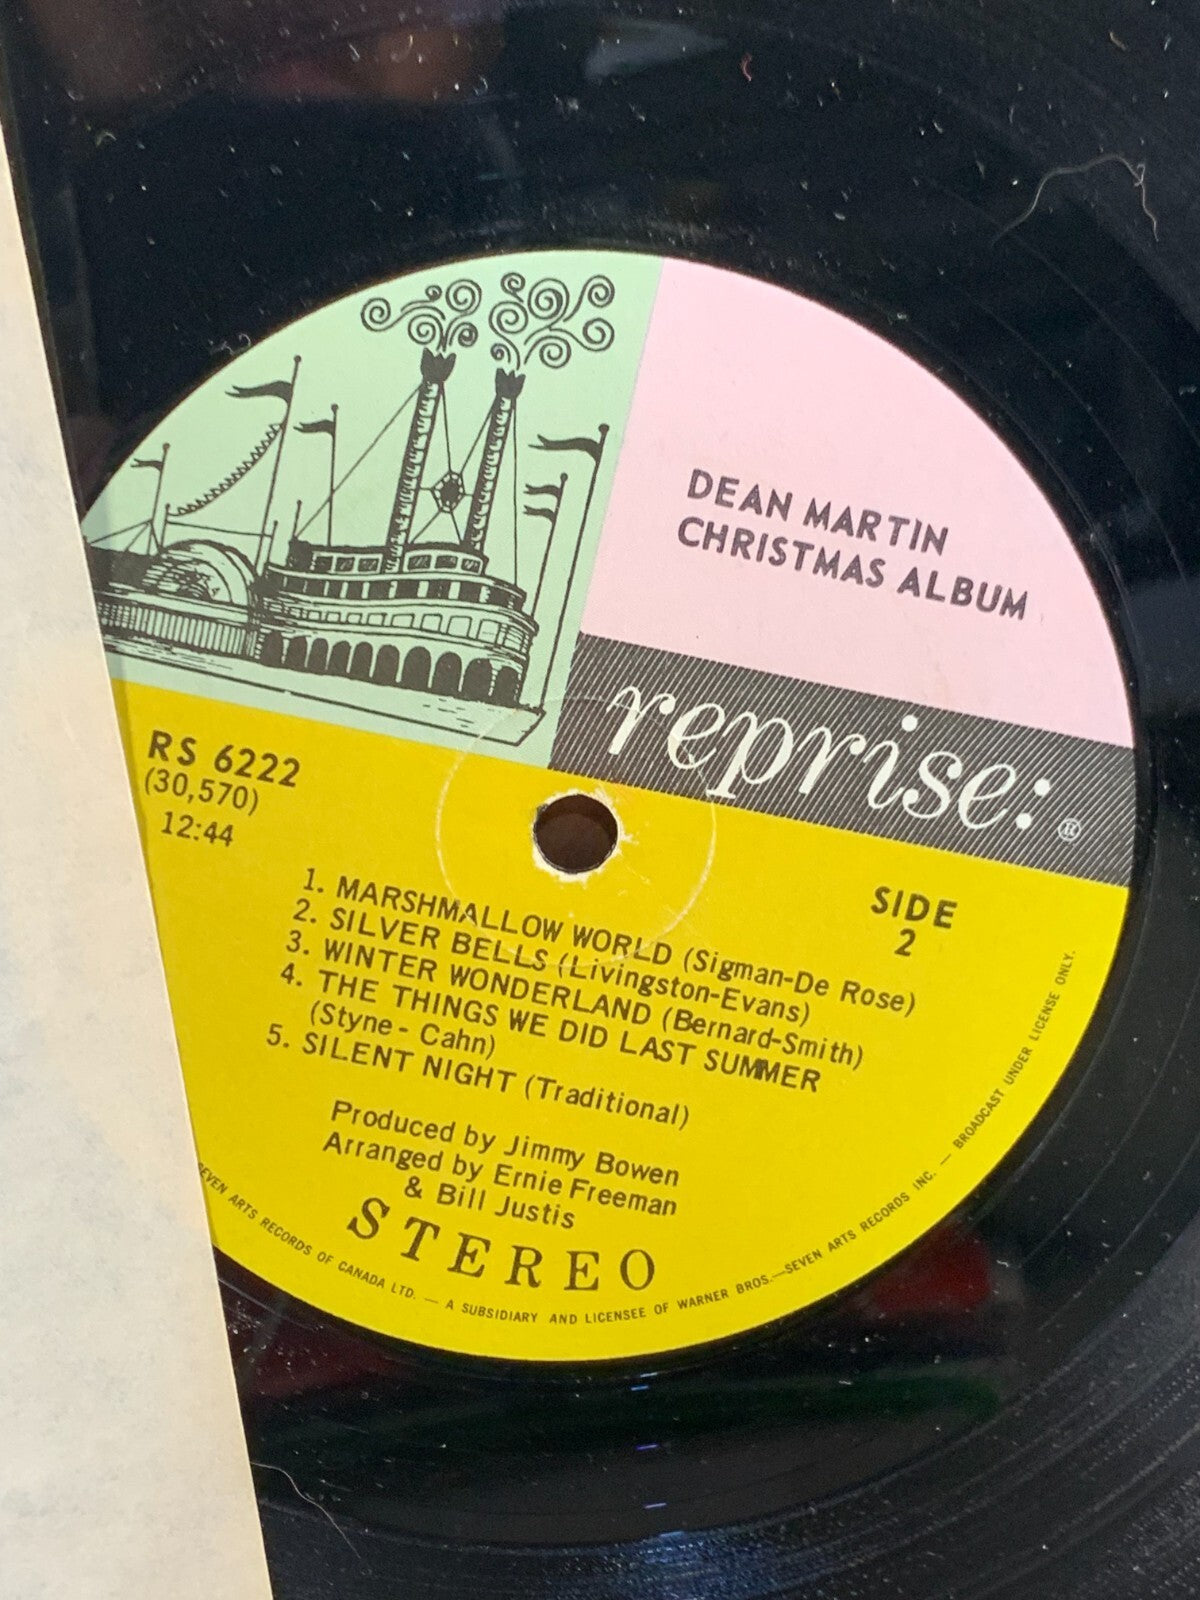 DEAN MARTIN
CHRISTMAS ALBUM
reprise:®
RS 6222
(30,570)
12:44
SIDE
2
1. MARSHMALLOW WORLD (Sigman-De Rose)
2. SILVER BELLS (Livingston-Evans)
3. WINTER WONDERLAND (Bernard-Smith)
4. THE THINGS WE DID LAST SUMMER
(Styne - Cahn)
5. SILENT NIGHT (Traditional)
Produced by Jimmy Bowen
Arranged by Ernie Freeman
& Bill Justis
STEREO
SEVEN ARTS RECORDS OF CANADA LTD. — A SUBSIDIARY AND LICENSEE OF WARNER BROS.—SEVEN ARTS RECORDS INC. — BROADCAST UNDER LICENSE ONLY.